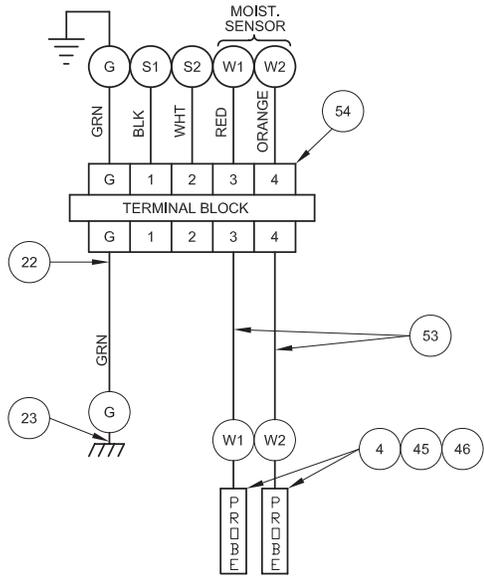 MOIST.
SENSOR
G S1 S2 W1 W2
GRN BLK WHT RED ORANGE
54
G 1 2 3 4
TERMINAL BLOCK
G 1 2 3 4
22
53
GRN
G
23
W1 W2
4 45 46
PROBE PROBE